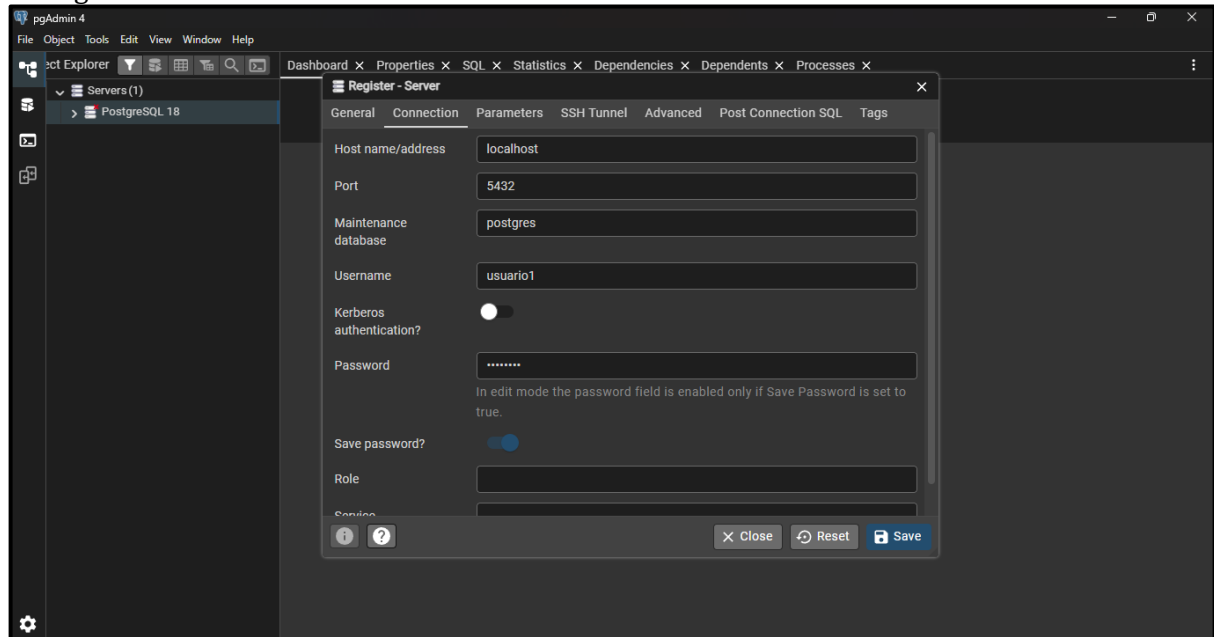 pgAdmin 4
File Object Tools Edit View Window Help
ect Explorer
Dashboard X Properties X SQL X Statistics X Dependencies X Dependents X Processes X
Servers (1)
PostgreSQL 18
Register - Server
General Connection Parameters SSH Tunnel Advanced Post Connection SQL Tags
Host name/address localhost
Port 5432
Maintenance
database
postgres
Username usuario1
Kerberos
authentication?
Password ••••••••
In edit mode the password field is enabled only if Save Password is set to
true.
Save password?
Role
Service
Close Reset Save